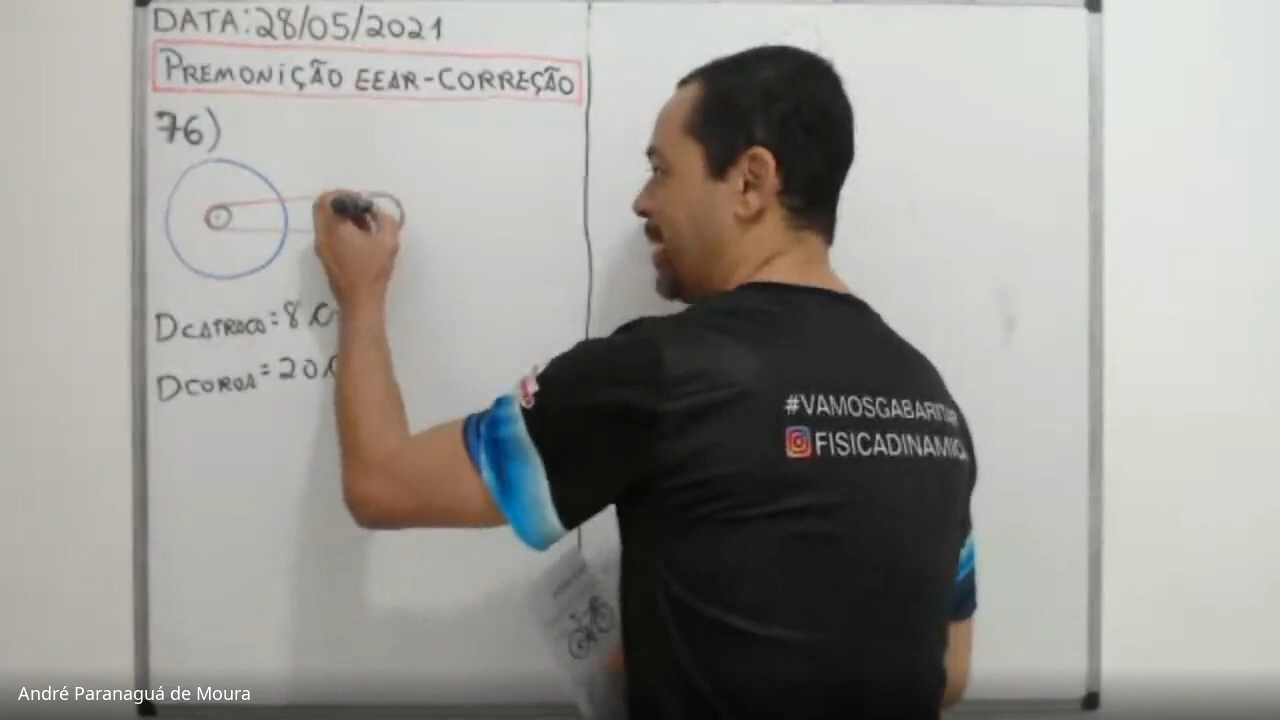 DATA:28/05/2021
PREMONIÇÃO EEAR-CORREÇÃO
76)
DCATRACA=8
DCOROA=20
#VAMOSGABARITAR
FISICADINAMICA
André Paranaguá de Moura